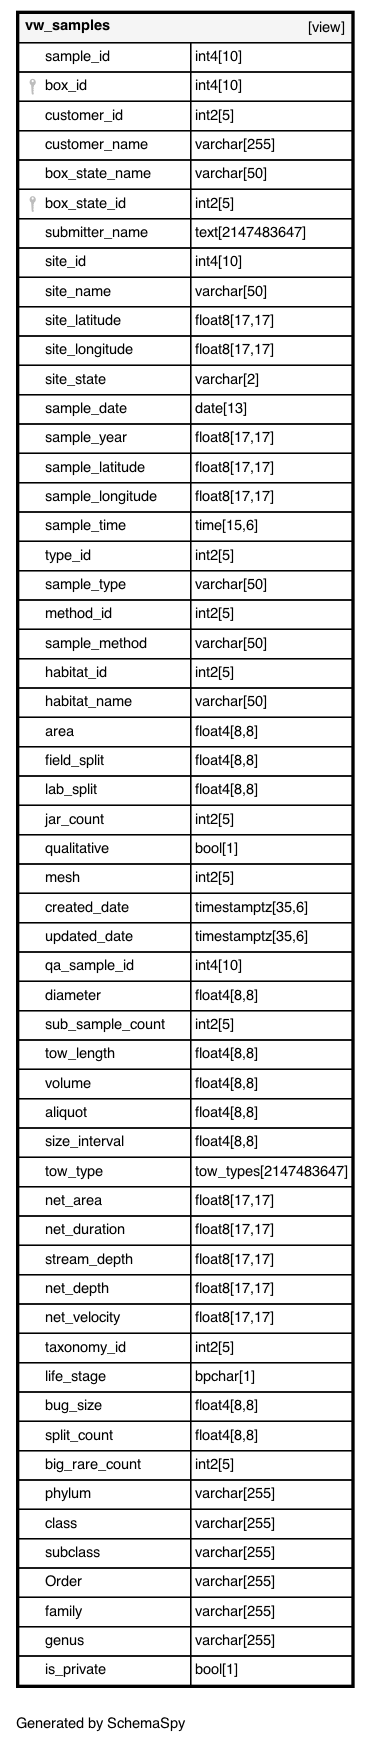 vw_samples [view]
sample_id int4[10]
box_id int4[10]
customer_id int2[5]
customer_name varchar[255]
box_state_name varchar[50]
box_state_id int2[5]
submitter_name text[2147483647]
site_id int4[10]
site_name varchar[50]
site_latitude float8[17,17]
site_longitude float8[17,17]
site_state varchar[2]
sample_date date[13]
sample_year float8[17,17]
sample_latitude float8[17,17]
sample_longitude float8[17,17]
sample_time time[15,6]
type_id int2[5]
sample_type varchar[50]
method_id int2[5]
sample_method varchar[50]
habitat_id int2[5]
habitat_name varchar[50]
area float4[8,8]
field_split float4[8,8]
lab_split float4[8,8]
jar_count int2[5]
qualitative bool[1]
mesh int2[5]
created_date timestamptz[35,6]
updated_date timestamptz[35,6]
qa_sample_id int4[10]
diameter float4[8,8]
sub_sample_count int2[5]
tow_length float4[8,8]
volume float4[8,8]
aliquot float4[8,8]
size_interval float4[8,8]
tow_type tow_types[2147483647]
net_area float8[17,17]
net_duration float8[17,17]
stream_depth float8[17,17]
net_depth float8[17,17]
net_velocity float8[17,17]
taxonomy_id int2[5]
life_stage bpchar[1]
bug_size float4[8,8]
split_count float4[8,8]
big_rare_count int2[5]
phylum varchar[255]
class varchar[255]
subclass varchar[255]
Order varchar[255]
family varchar[255]
genus varchar[255]
is_private bool[1]
Generated by SchemaSpy